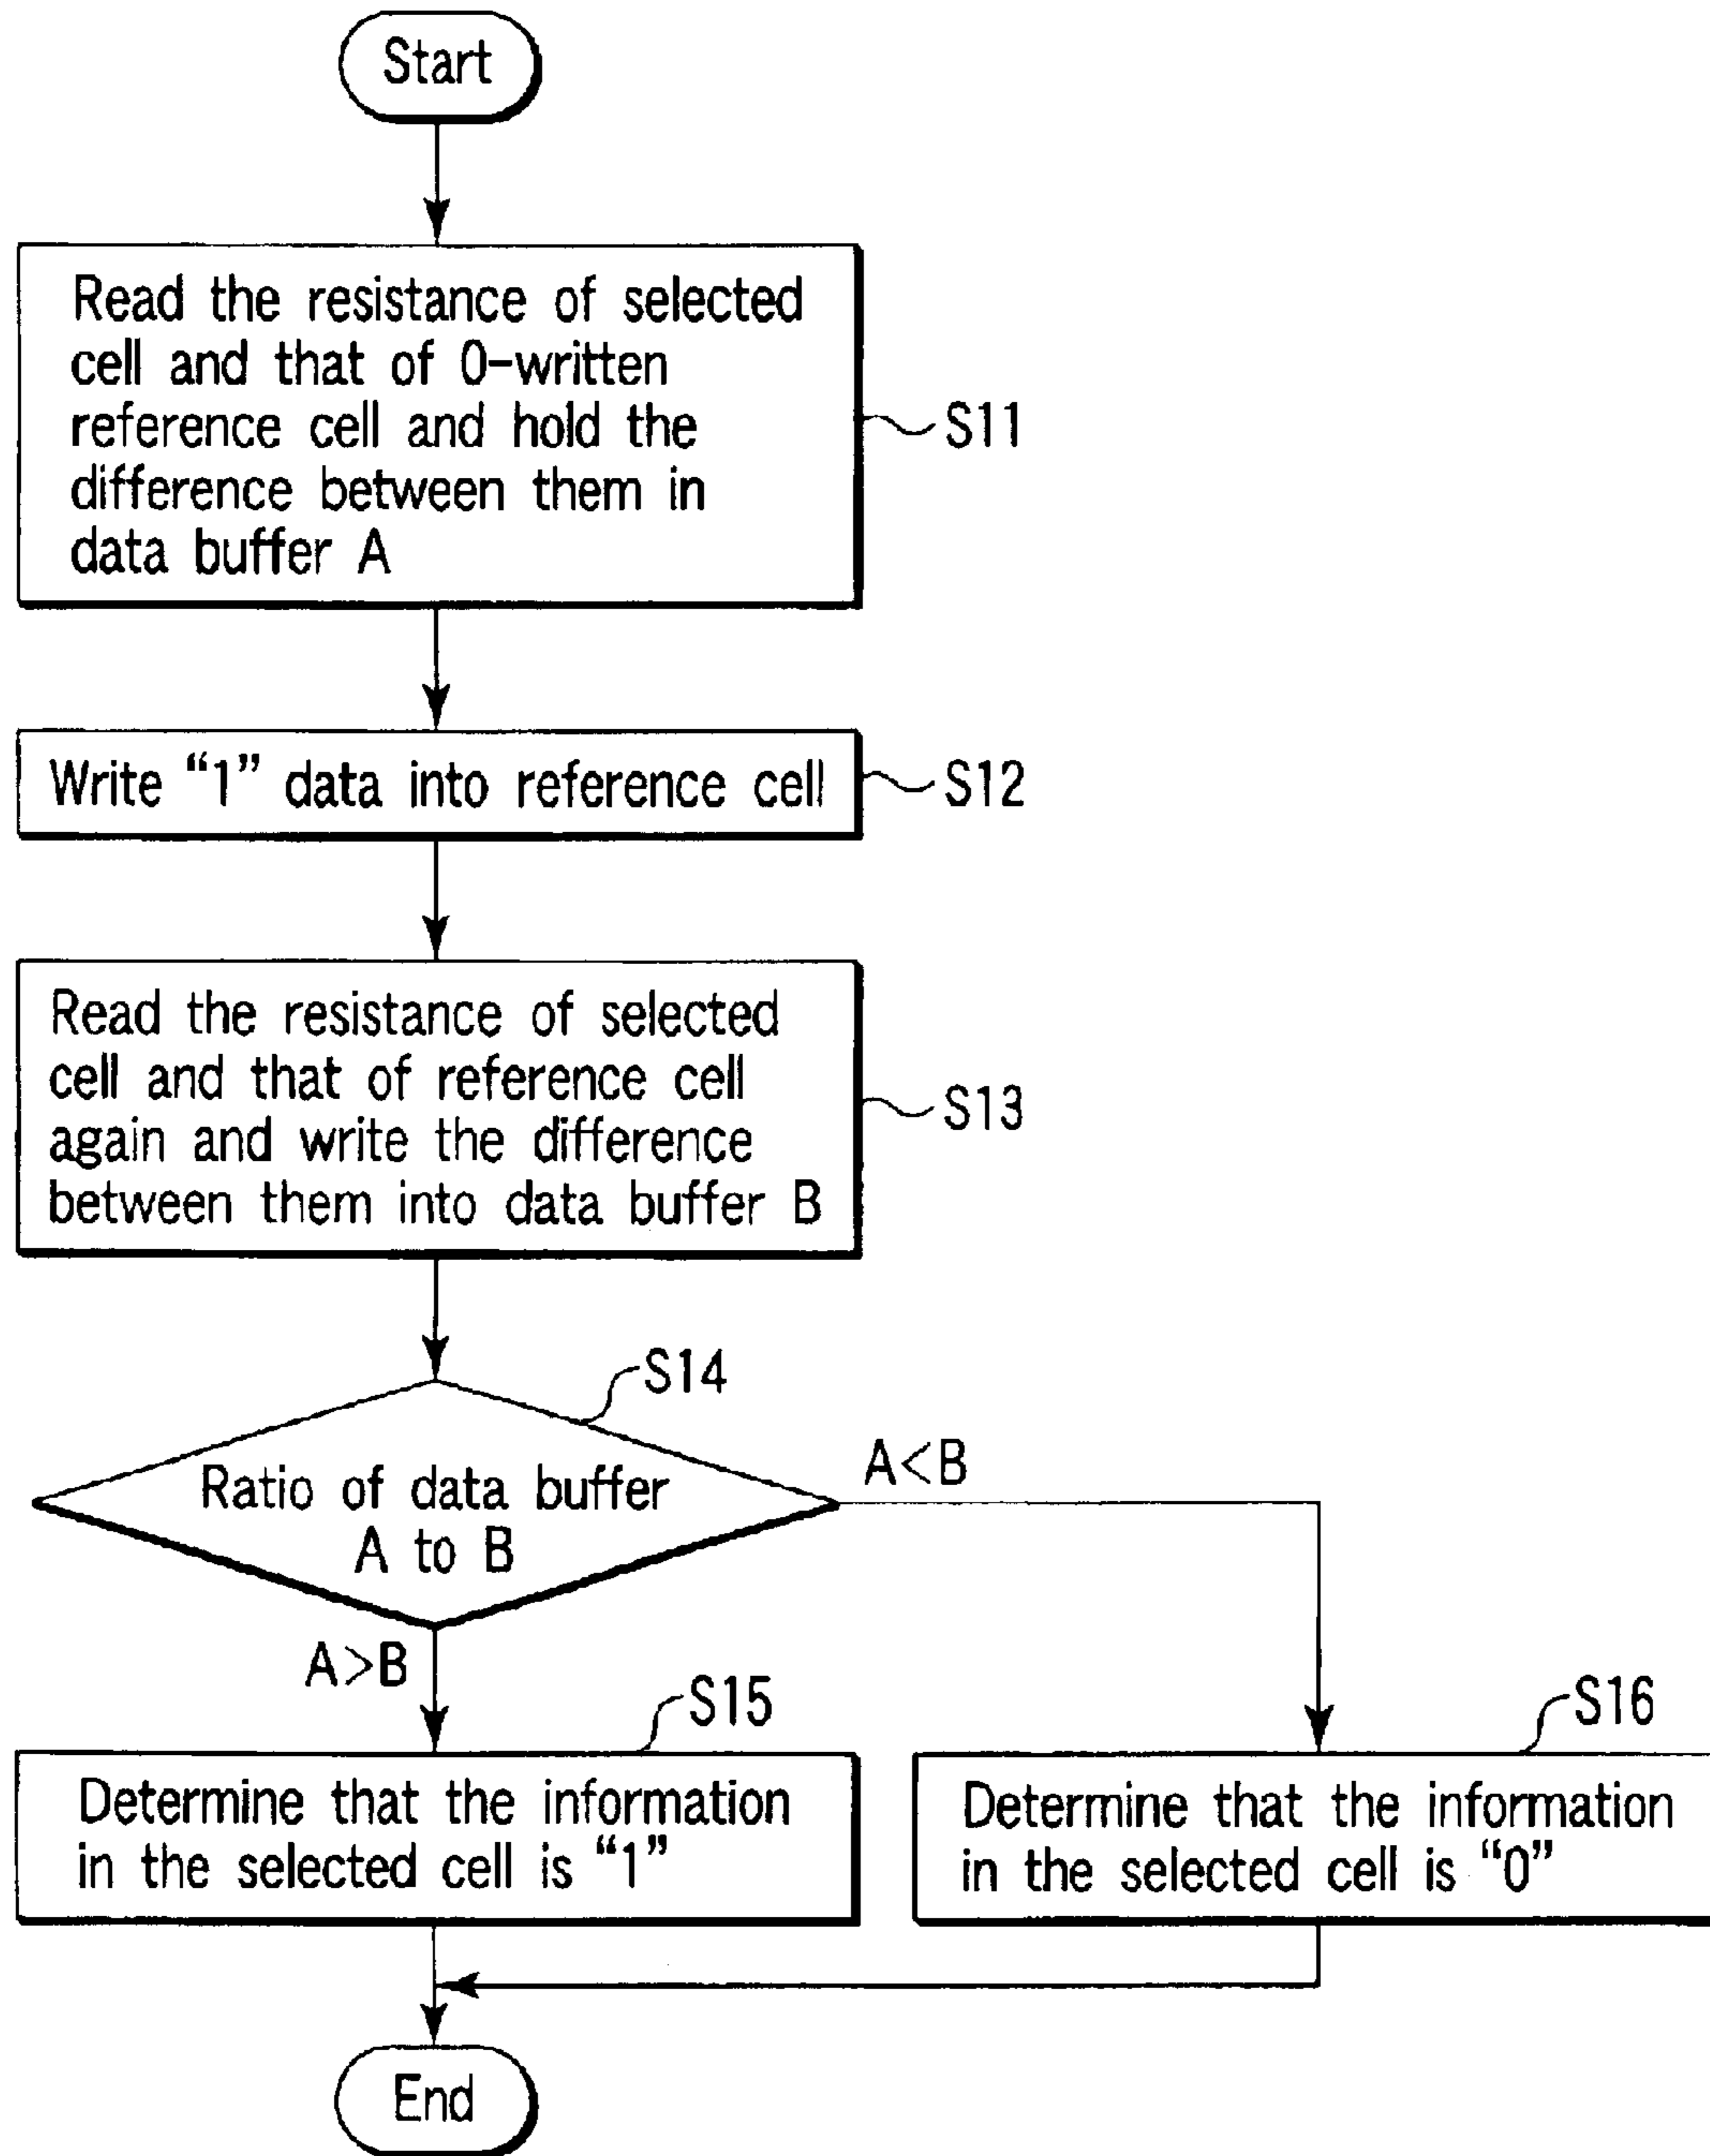 Start
Read the resistance of selected
cell and that of 0-written
reference cell and hold the
difference between them in
data buffer A
S11
Write “1” data into reference cell
S12
Read the resistance of selected
cell and that of reference cell
again and write the difference
between them into data buffer B
S13
S14
Ratio of data buffer
A to B
A<B
A>B
S15
Determine that the information
in the selected cell is “1”
S16
Determine that the information
in the selected cell is “0”
End